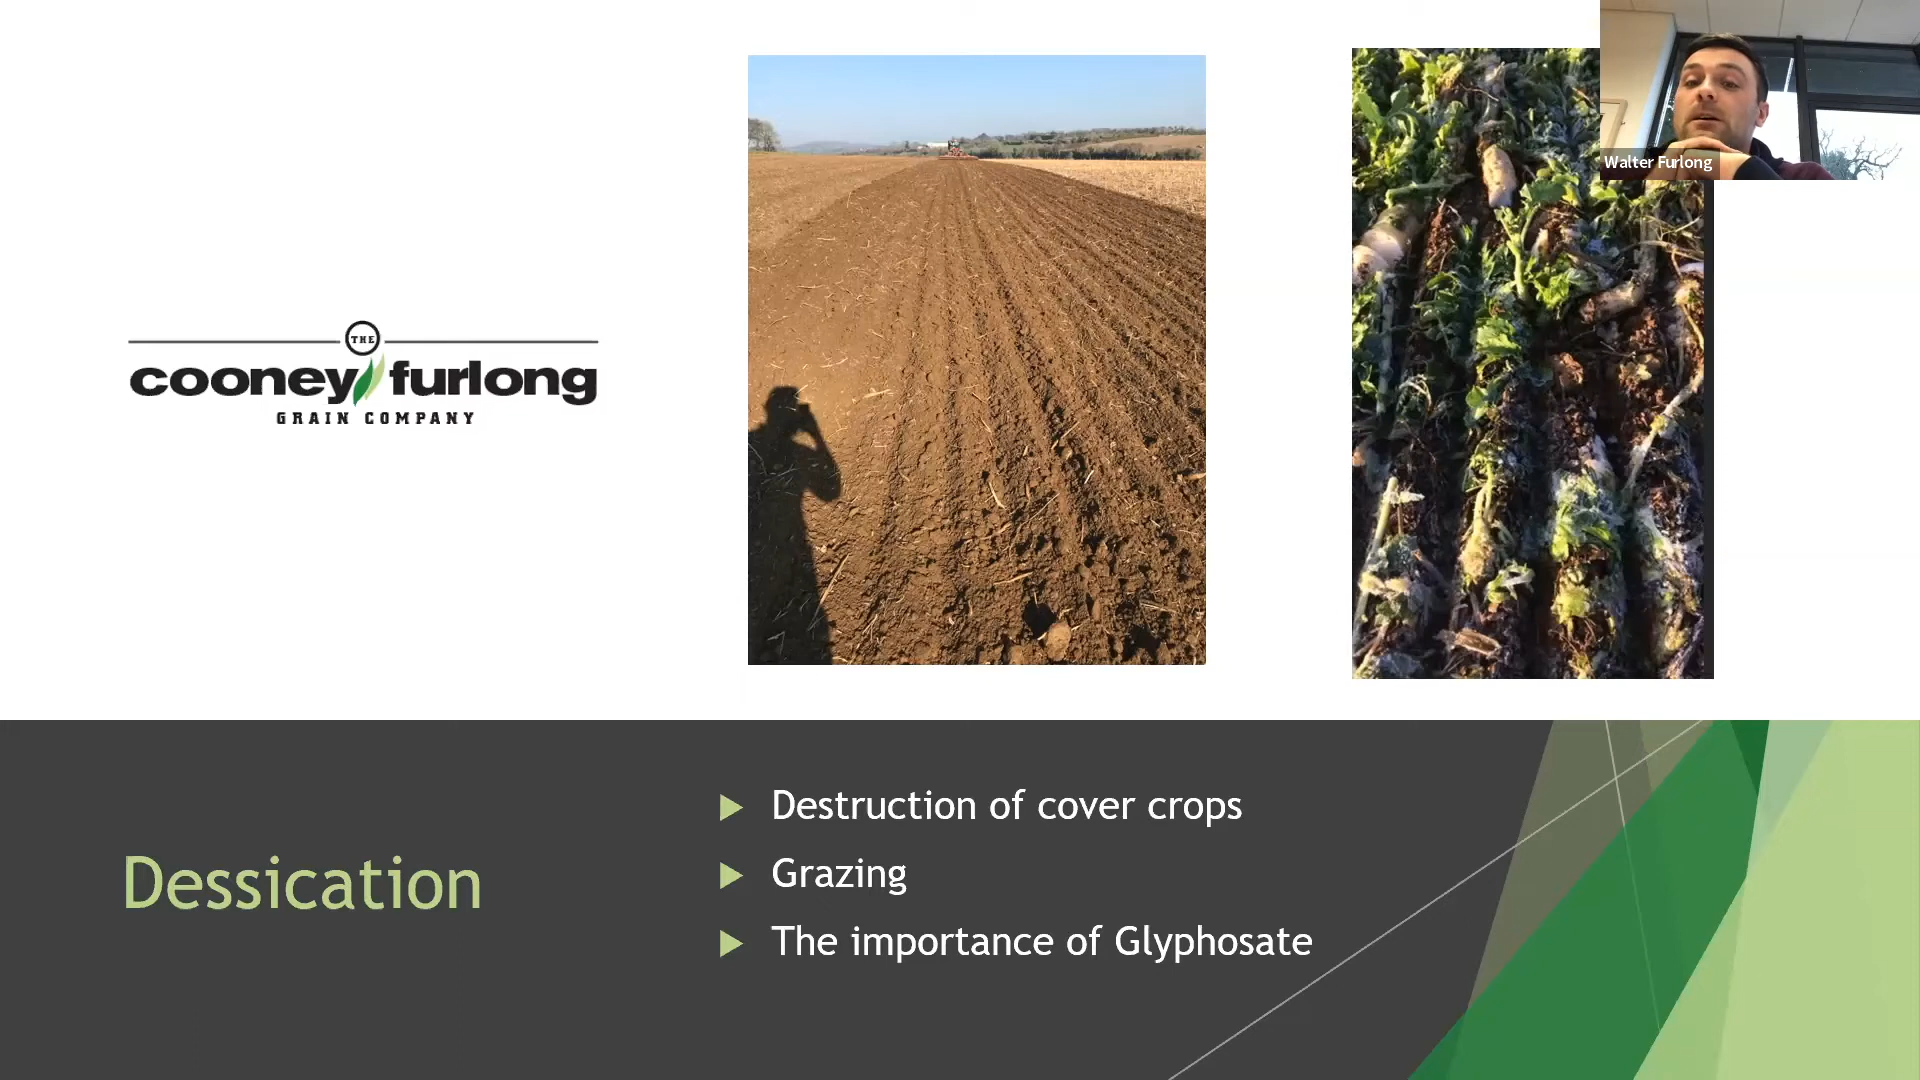 Walter Furlong
THE
cooney furlong
GRAIN COMPANY
Dessication
Destruction of cover crops
Grazing
The importance of Glyphosate